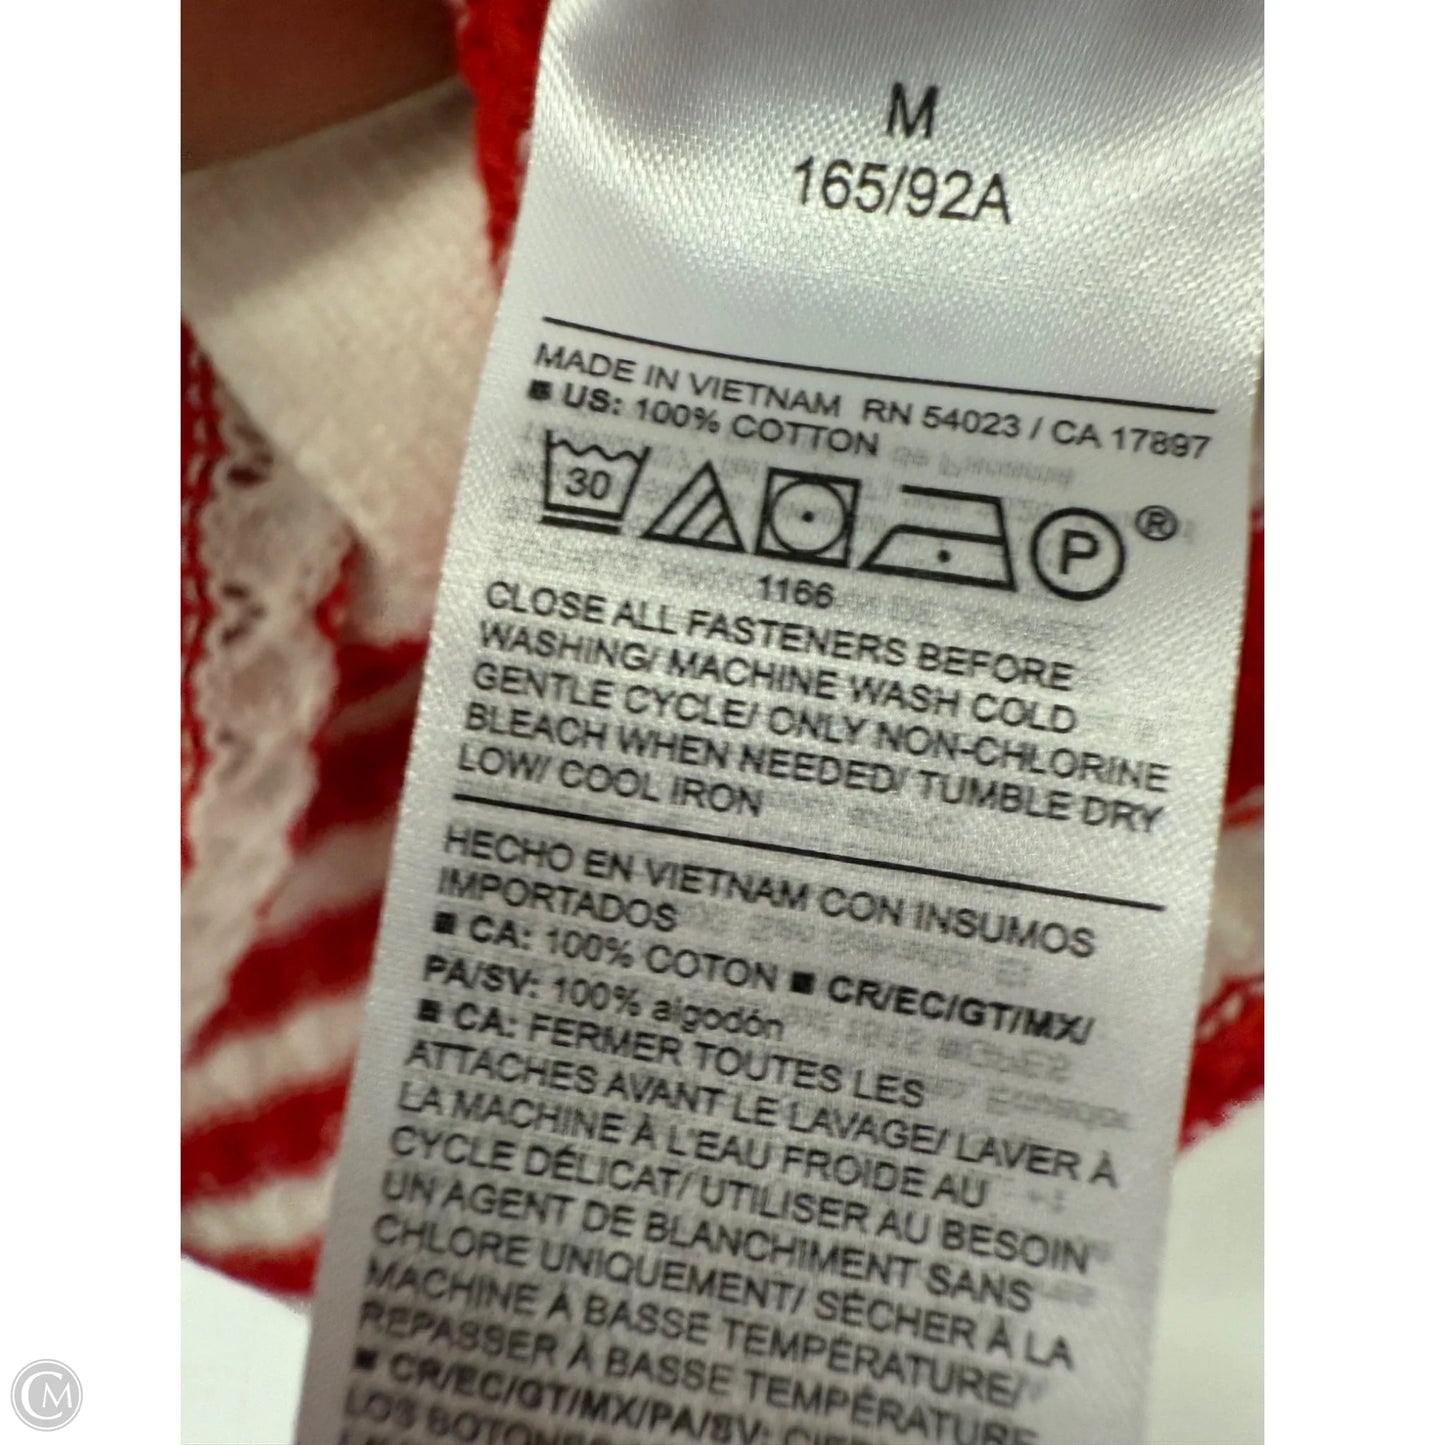 M
165/92A
MADE IN VIETNAM RN 54023 / CA 17897
■ US: 100% COTTON
30 P ®
1166
CLOSE ALL FASTENERS BEFORE
WASHING/ MACHINE WASH COLD
GENTLE CYCLE/ ONLY NON-CHLORINE
BLEACH WHEN NEEDED/ TUMBLE DRY
LOW/ COOL IRON
HECHO EN VIETNAM CON INSUMOS
IMPORTADOS
■ CA: 100% COTON ■ CR/EC/GT/MX/
PA/SV: 100% algodón
■ CA: FERMER TOUTES LES
ATTACHES AVANT LE LAVAGE/ LAVER À
LA MACHINE À L'EAU FROIDE AU
CYCLE DÉLICAT/ UTILISER AU BESOIN
UN AGENT DE BLANCHIMENT SANS
CHLORE UNIQUEMENT/ SÉCHER À LA
MACHINE À BASSE TEMPÉRATURE/
REPASSER À BASSE TEMPÉRATURE
■ CR/EC/GT/MX/PA/SV:
LOS BOTONES
CM